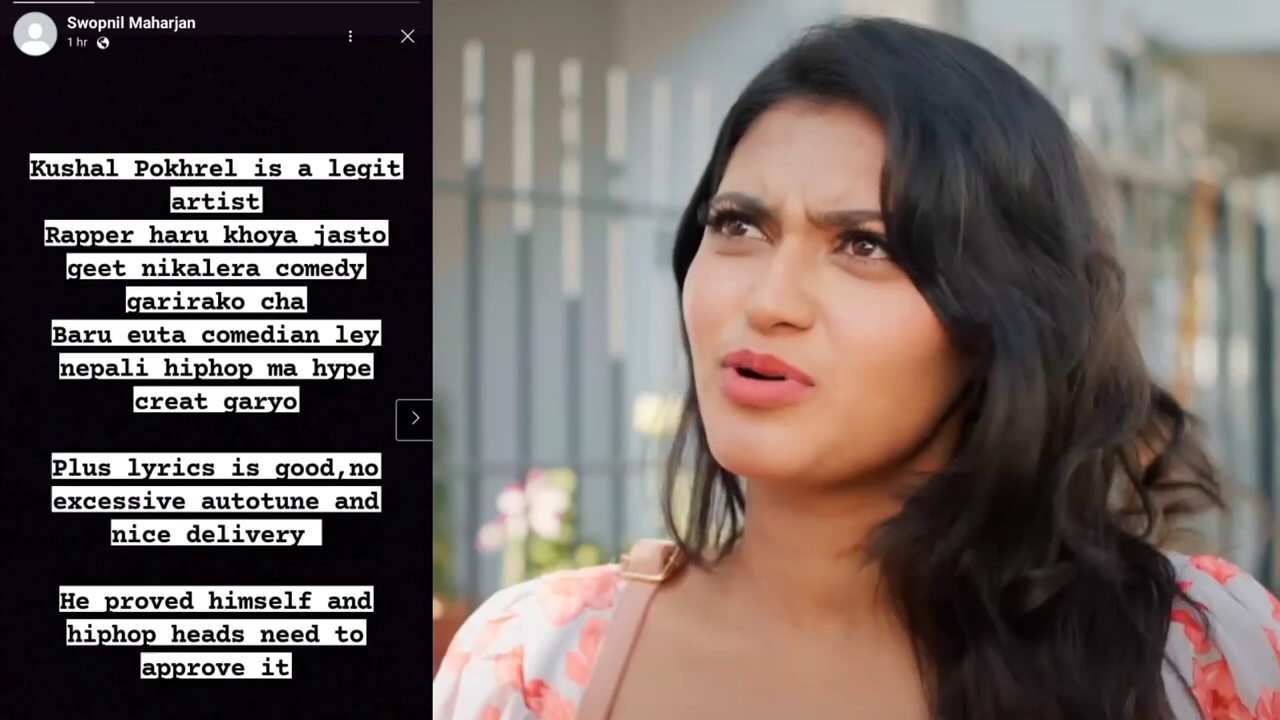 Swopnil Maharjan
1 hr
Kushal Pokhrel is a legit
artist
Rapper haru khoya jasto
geet nikalera comedy
garirako cha
Baru euta comedian ley
nepali hiphop ma hype
creat garyo
Plus lyrics is good,no
excessive autotune and
nice delivery
He proved himself and
hiphop heads need to
approve it